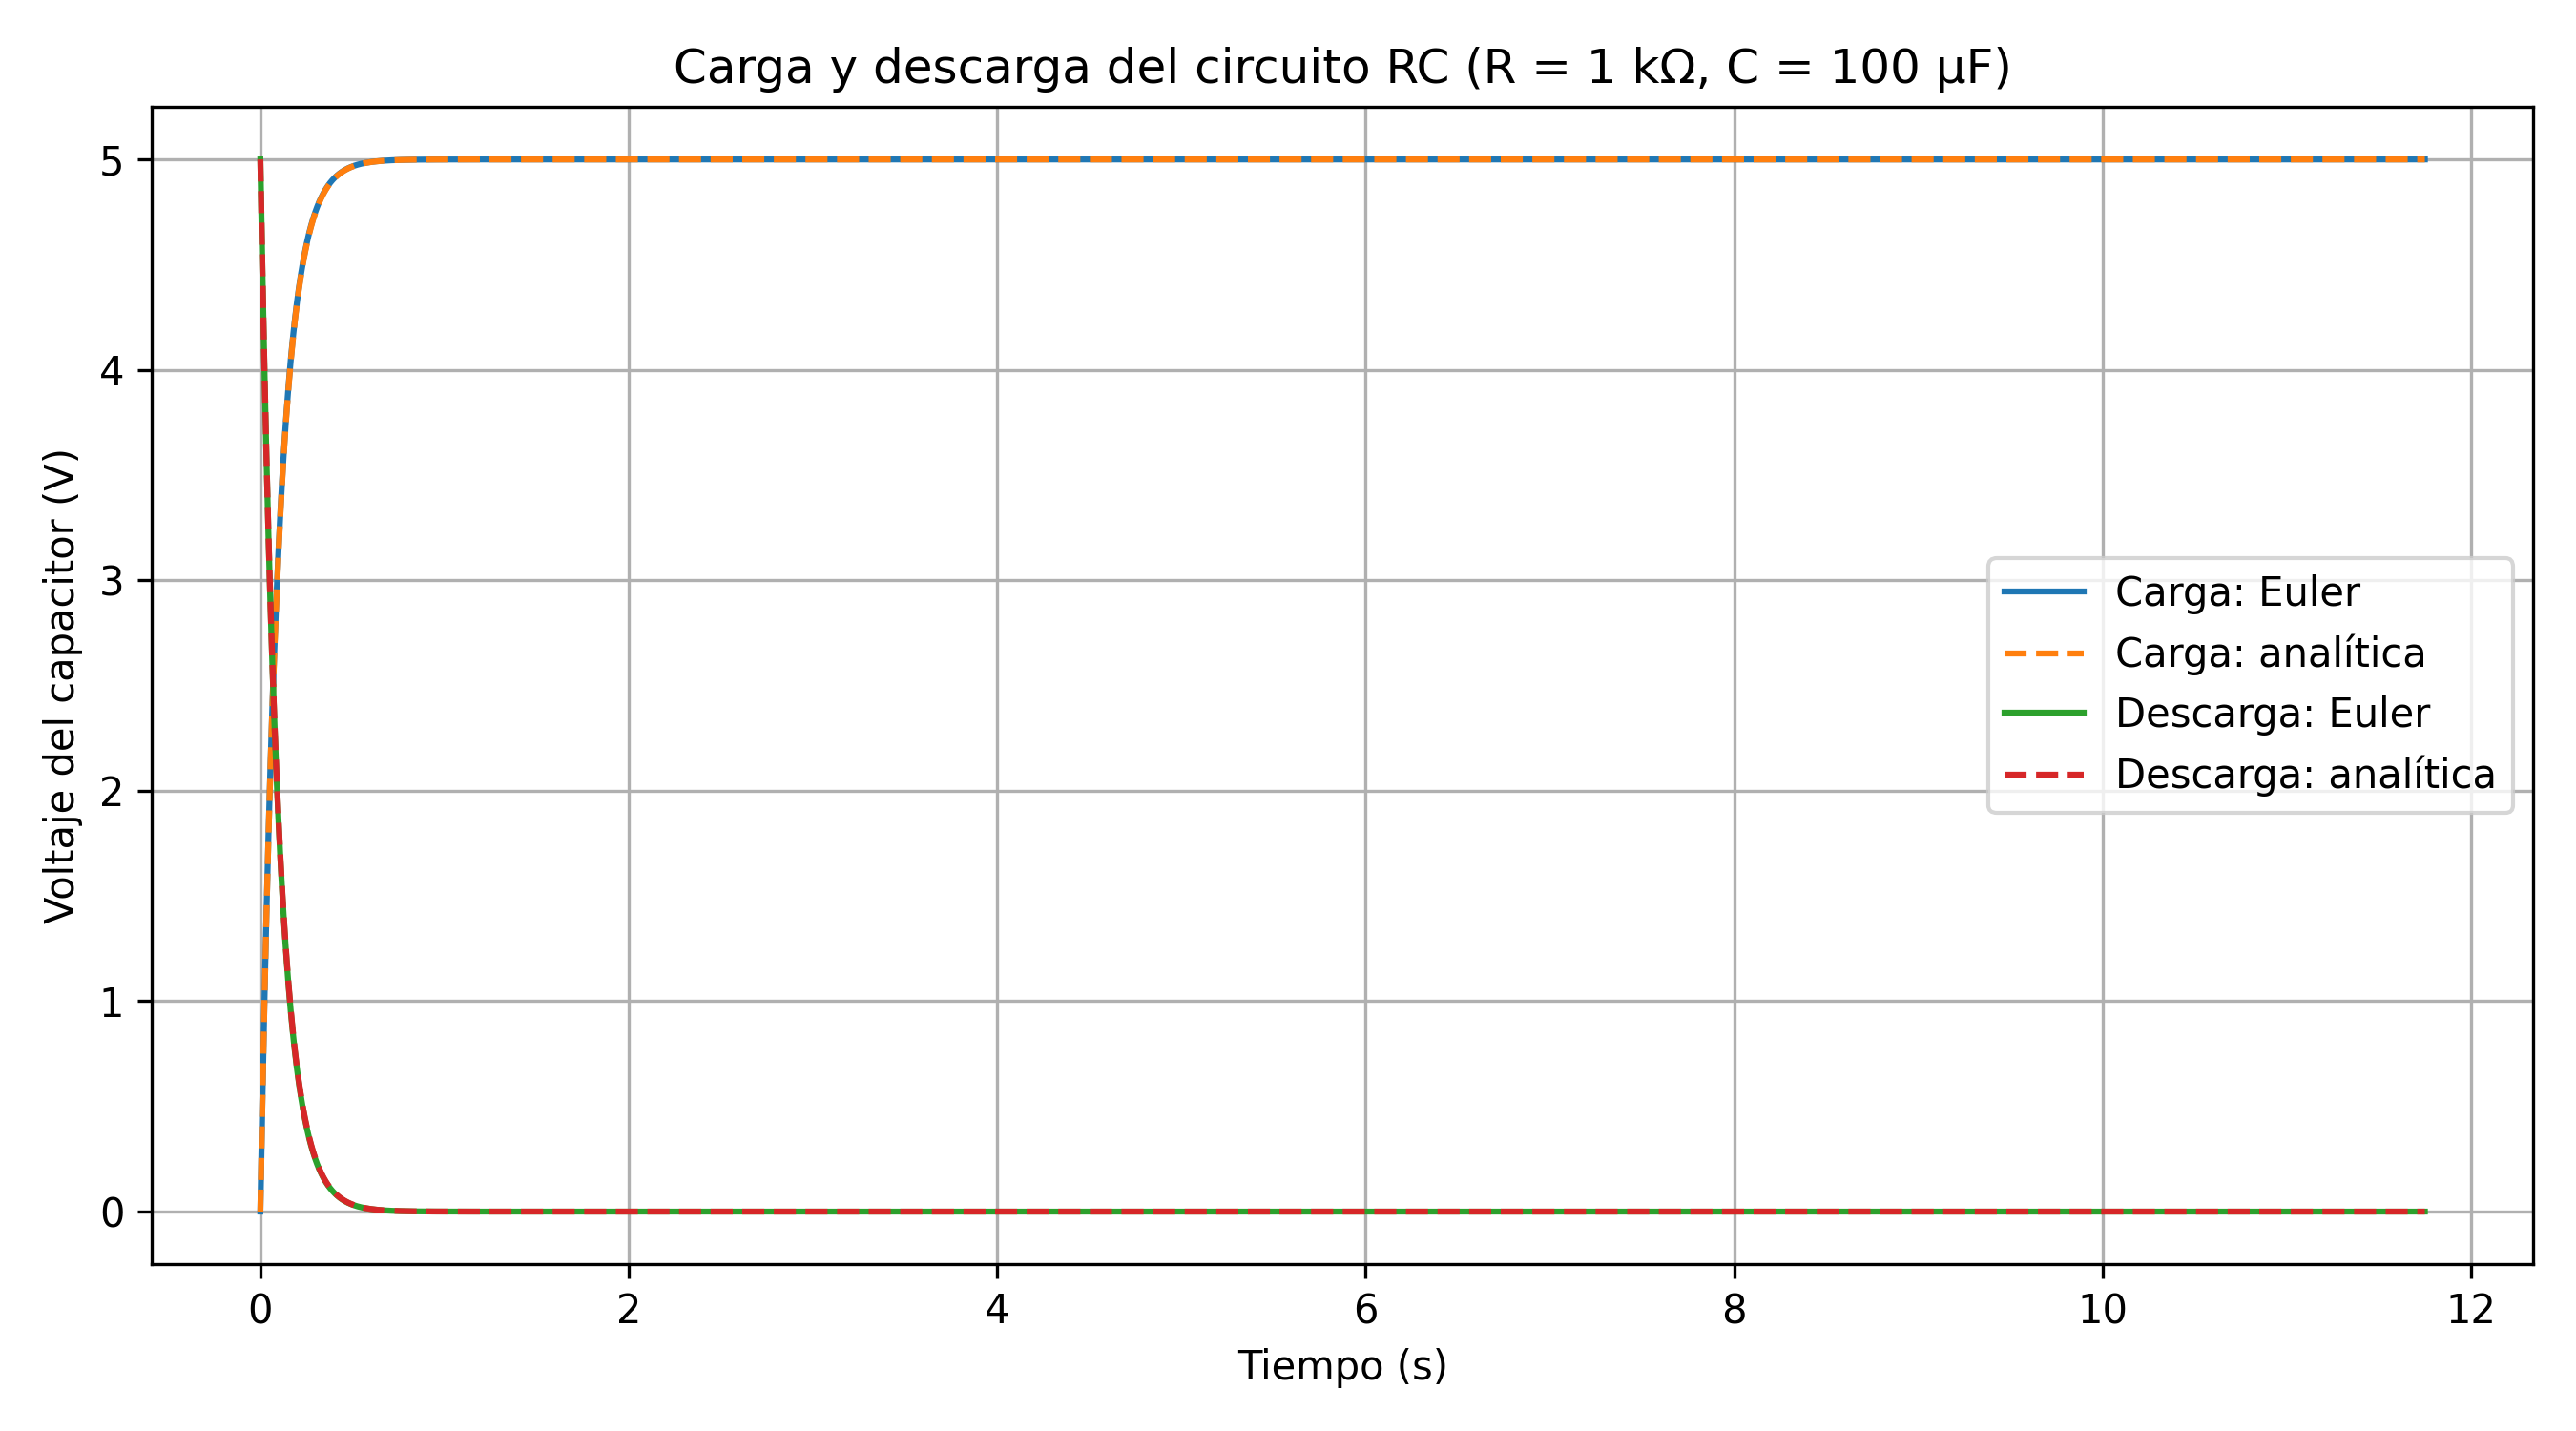 Carga y descarga del circuito RC (R = 1 kΩ, C = 100 µF)
Voltaje del capacitor (V)
5
4
3
2
1
0
Carga: Euler
Carga: analítica
Descarga: Euler
Descarga: analítica
0 2 4 6 8 10 12
Tiempo (s)